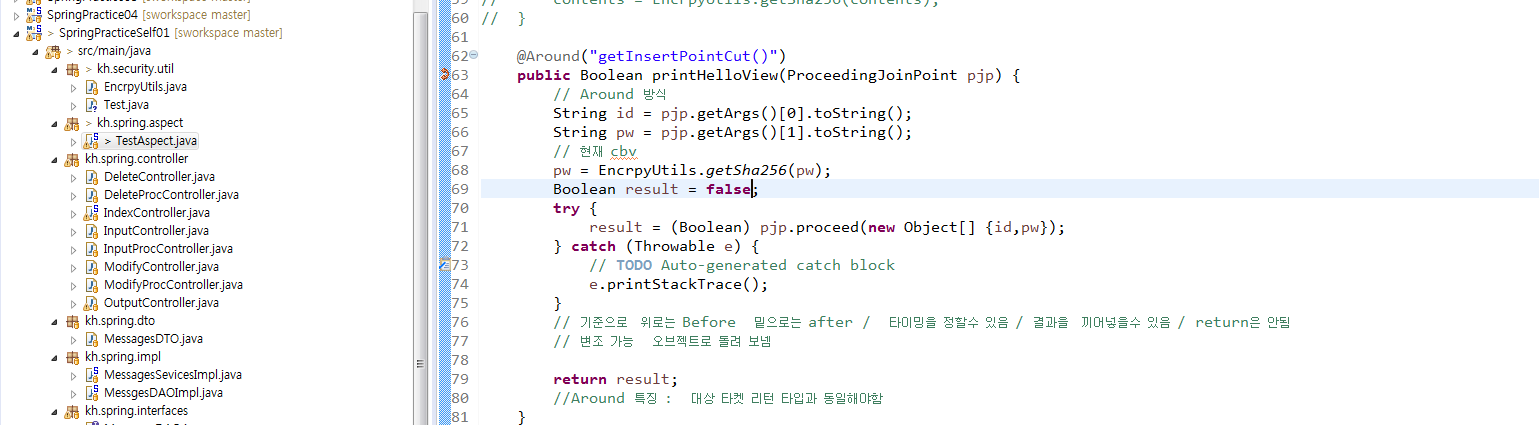 SpringPractice04 [sworkspace master]
> SpringPracticeSelf01 [sworkspace master]
> src/main/java
> kh.security.util
EncrpyUtils.java
Test.java
> kh.spring.aspect
> TestAspect.java
kh.spring.controller
DeleteController.java
DeleteProcController.java
IndexController.java
InputController.java
InputProcController.java
ModifyController.java
ModifyProcController.java
OutputController.java
kh.spring.dto
MessagesDTO.java
kh.spring.impl
MessagesSevicesImpl.java
MessgesDAOImpl.java
kh.spring.interfaces
60 // }
61
62 @Around("getInsertPointCut()")
63 public Boolean printHelloView(ProceedingJoinPoint pjp) {
64 // Around 방식
65 String id = pjp.getArgs()[0].toString();
66 String pw = pjp.getArgs()[1].toString();
67 // 현재 cbv
68 pw = EncrpyUtils.getSha256(pw);
69 Boolean result = false;
70 try {
71 result = (Boolean) pjp.proceed(new Object[] {id,pw});
72 } catch (Throwable e) {
73 // TODO Auto-generated catch block
74 e.printStackTrace();
75 }
76 // 기준으로 위로는 Before 밑으로는 after / 타이밍을 정할수 있음 / 결과을 끼어넣을수 있음 / return은 안됨
77 // 변조 가능 오브젝트로 돌려 보냄
78
79 return result;
80 //Around 특징 : 대상 타켓 리턴 타입과 동일해야함
81 }